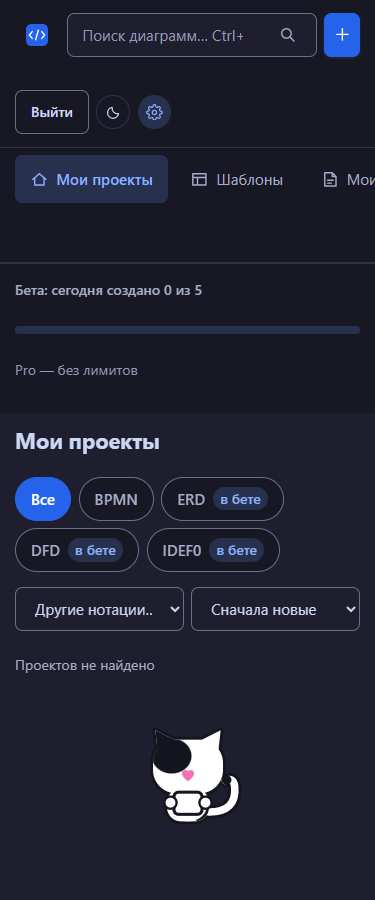 Поиск диаграмм... Ctrl+
Выйти
Мои проекты
Шаблоны
Мои
Бета: сегодня создано 0 из 5
Pro — без лимитов
Мои проекты
Все
BPMN
ERD в бете
DFD в бете
IDEF0 в бете
Другие нотации..
Сначала новые
Проектов не найдено